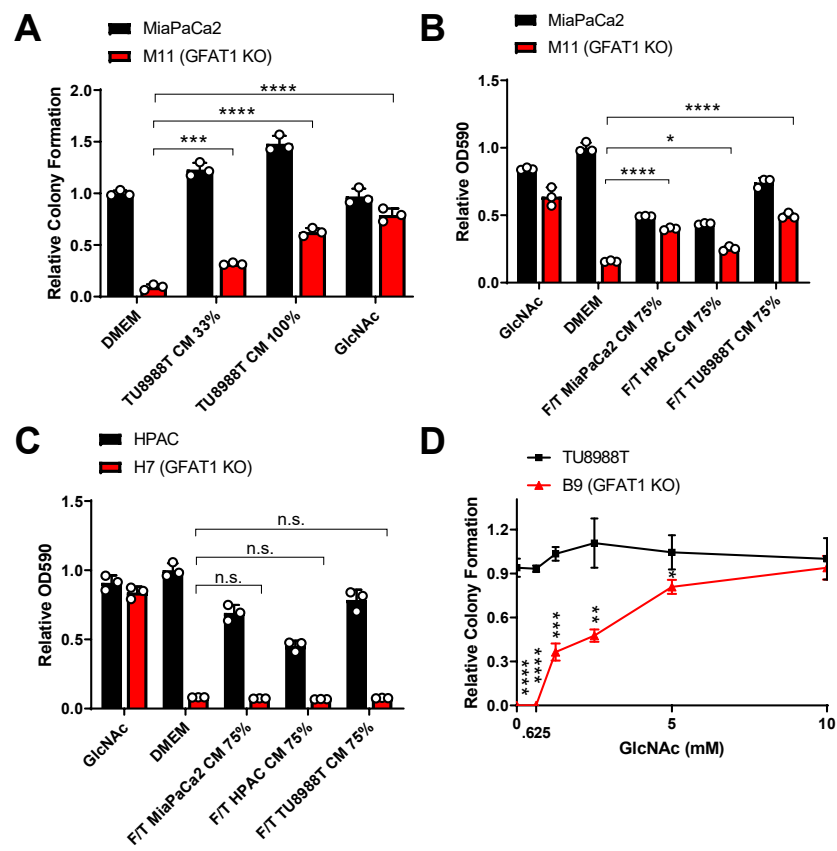 A
MiaPaCa2
M11 (GFAT1 KO)
Relative Colony Formation
2.0
1.5
1.0
0.5
0.0
****
****
***
DMEM
TU8988T CM 33%
TU8988T CM 100%
GlcNAc
B
MiaPaCa2
M11 (GFAT1 KO)
Relative OD590
1.5
1.0
0.5
0.0
****
*
****
GlcNAc
DMEM
F/T MiaPaCa2 CM 75%
F/T HPAC CM 75%
F/T TU8988T CM 75%
C
HPAC
H7 (GFAT1 KO)
Relative OD590
1.5
1.0
0.5
0.0
n.s.
n.s.
n.s.
GlcNAc
DMEM
F/T MiaPaCa2 CM 75%
F/T HPAC CM 75%
F/T TU8988T CM 75%
D
TU8988T
B9 (GFAT1 KO)
Relative Colony Formation
1.2
0.9
0.6
0.3
0.0
****
****
***
**
*
0
.625
5
10
GlcNAc (mM)